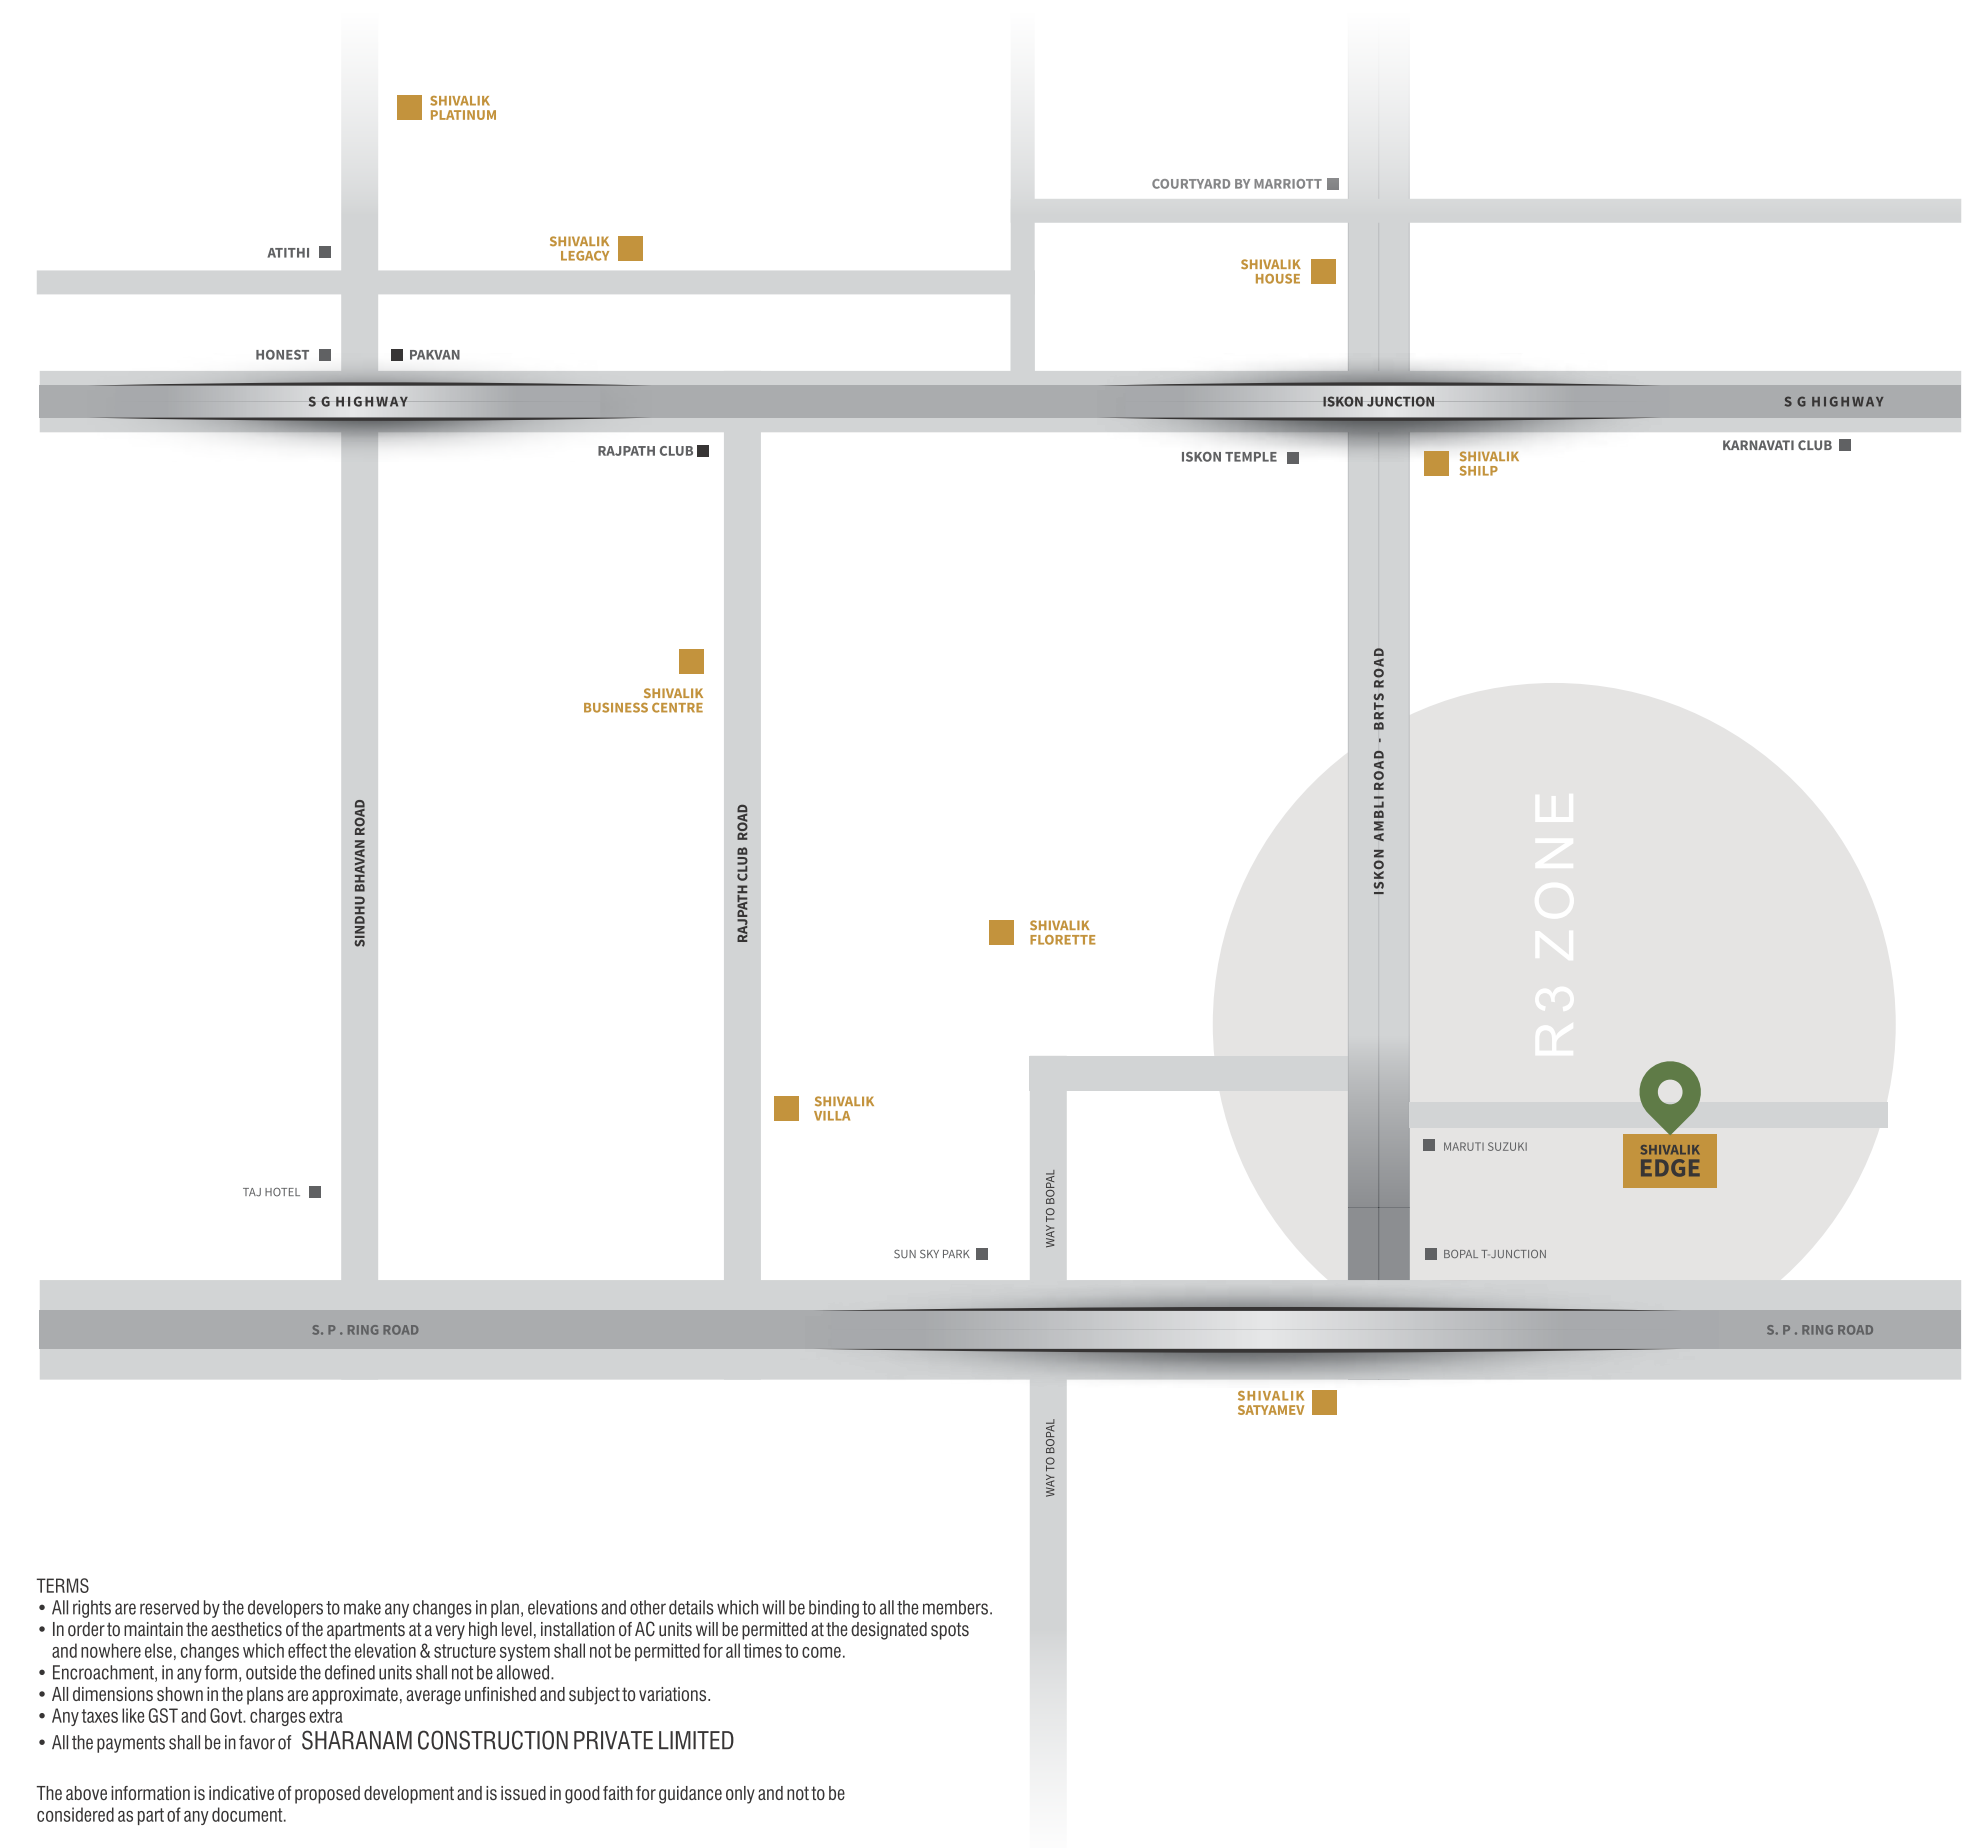 SHIVALIK
PLATINUM
COURTYARD BY MARRIOTT
ATITHI
SHIVALIK
LEGACY
SHIVALIK
HOUSE
HONEST
PAKVAN
S G HIGHWAY
ISKON JUNCTION
S G HIGHWAY
RAJPATH CLUB
ISKON TEMPLE
SHIVALIK
SHILP
KARNAVATI CLUB
SHIVALIK
BUSINESS CENTRE
SINDHU BHAVAN ROAD
RAJPATH CLUB ROAD
ISKON AMBLI ROAD - BRTS ROAD
R3 ZONE
SHIVALIK
FLORETTE
SHIVALIK
VILLA
MARUTI SUZUKI
SHIVALIK
EDGE
TAJ HOTEL
WAY TO BOPAL
SUN SKY PARK
BOPAL T-JUNCTION
S. P . RING ROAD
S. P . RING ROAD
SHIVALIK
SATYAMEV
WAY TO BOPAL
TERMS
• All rights are reserved by the developers to make any changes in plan, elevations and other details which will be binding to all the members.
• In order to maintain the aesthetics of the apartments at a very high level, installation of AC units will be permitted at the designated spots
and nowhere else, changes which effect the elevation & structure system shall not be permitted for all times to come.
• Encroachment, in any form, outside the defined units shall not be allowed.
• All dimensions shown in the plans are approximate, average unfinished and subject to variations.
• Any taxes like GST and Govt. charges extra
• All the payments shall be in favor of SHARANAM CONSTRUCTION PRIVATE LIMITED
The above information is indicative of proposed development and is issued in good faith for guidance only and not to be
considered as part of any document.